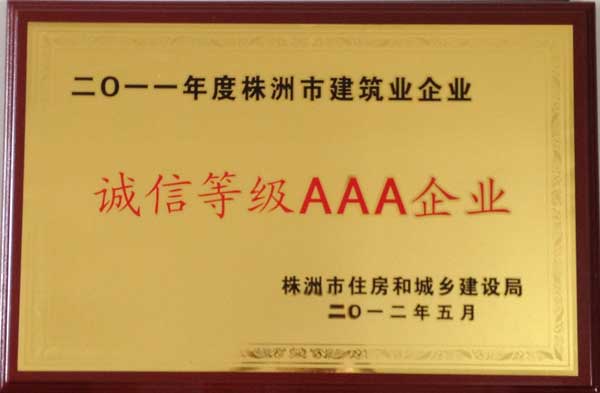 二〇一一年度株洲市建筑业企业
诚信等级AAA企业
株洲市住房和城乡建设局
二〇一二年五月